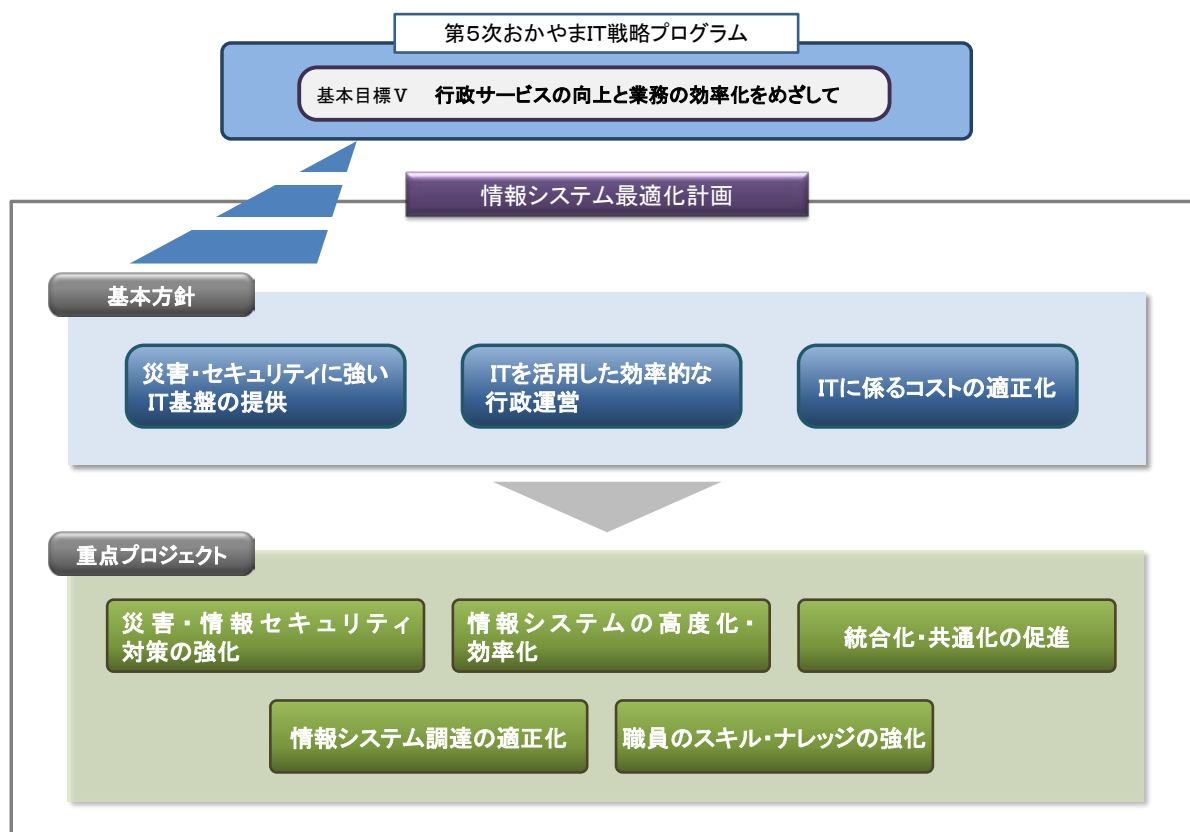 第5次おかやまIT戦略プログラム
基本目標Ⅴ 行政サービスの向上と業務の効率化をめざして
情報システム最適化計画
基本方針
災害・セキュリティに強い
IT基盤の提供
ITを活用した効率的な
行政運営
ITに係るコストの適正化
重点プロジェクト
災害・情報セキュリティ
対策の強化
情報システムの高度化・
効率化
統合化・共通化の促進
情報システム調達の適正化
職員のスキル・ナレッジの強化